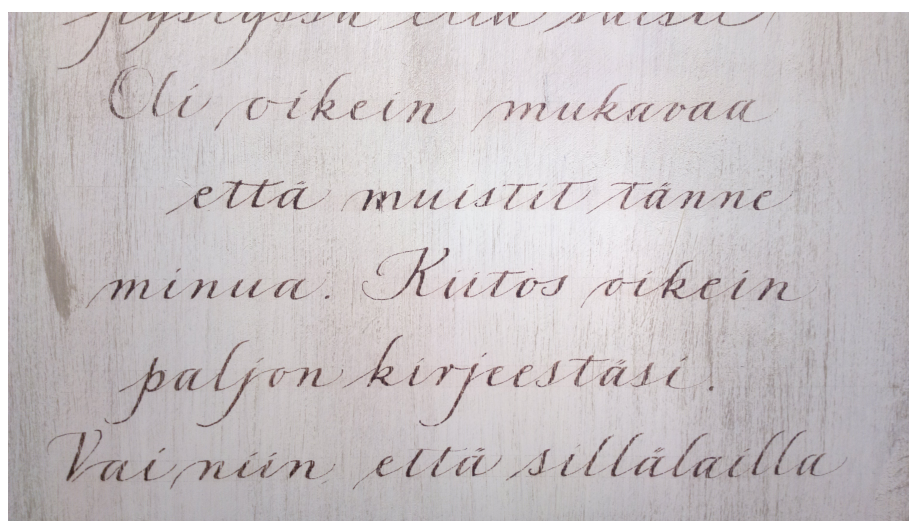 Oli oikein mukavaa
että muistit tänne
minua. Kiitos oikein
paljon kirjeestäsi.
Vai niin että sillälailla